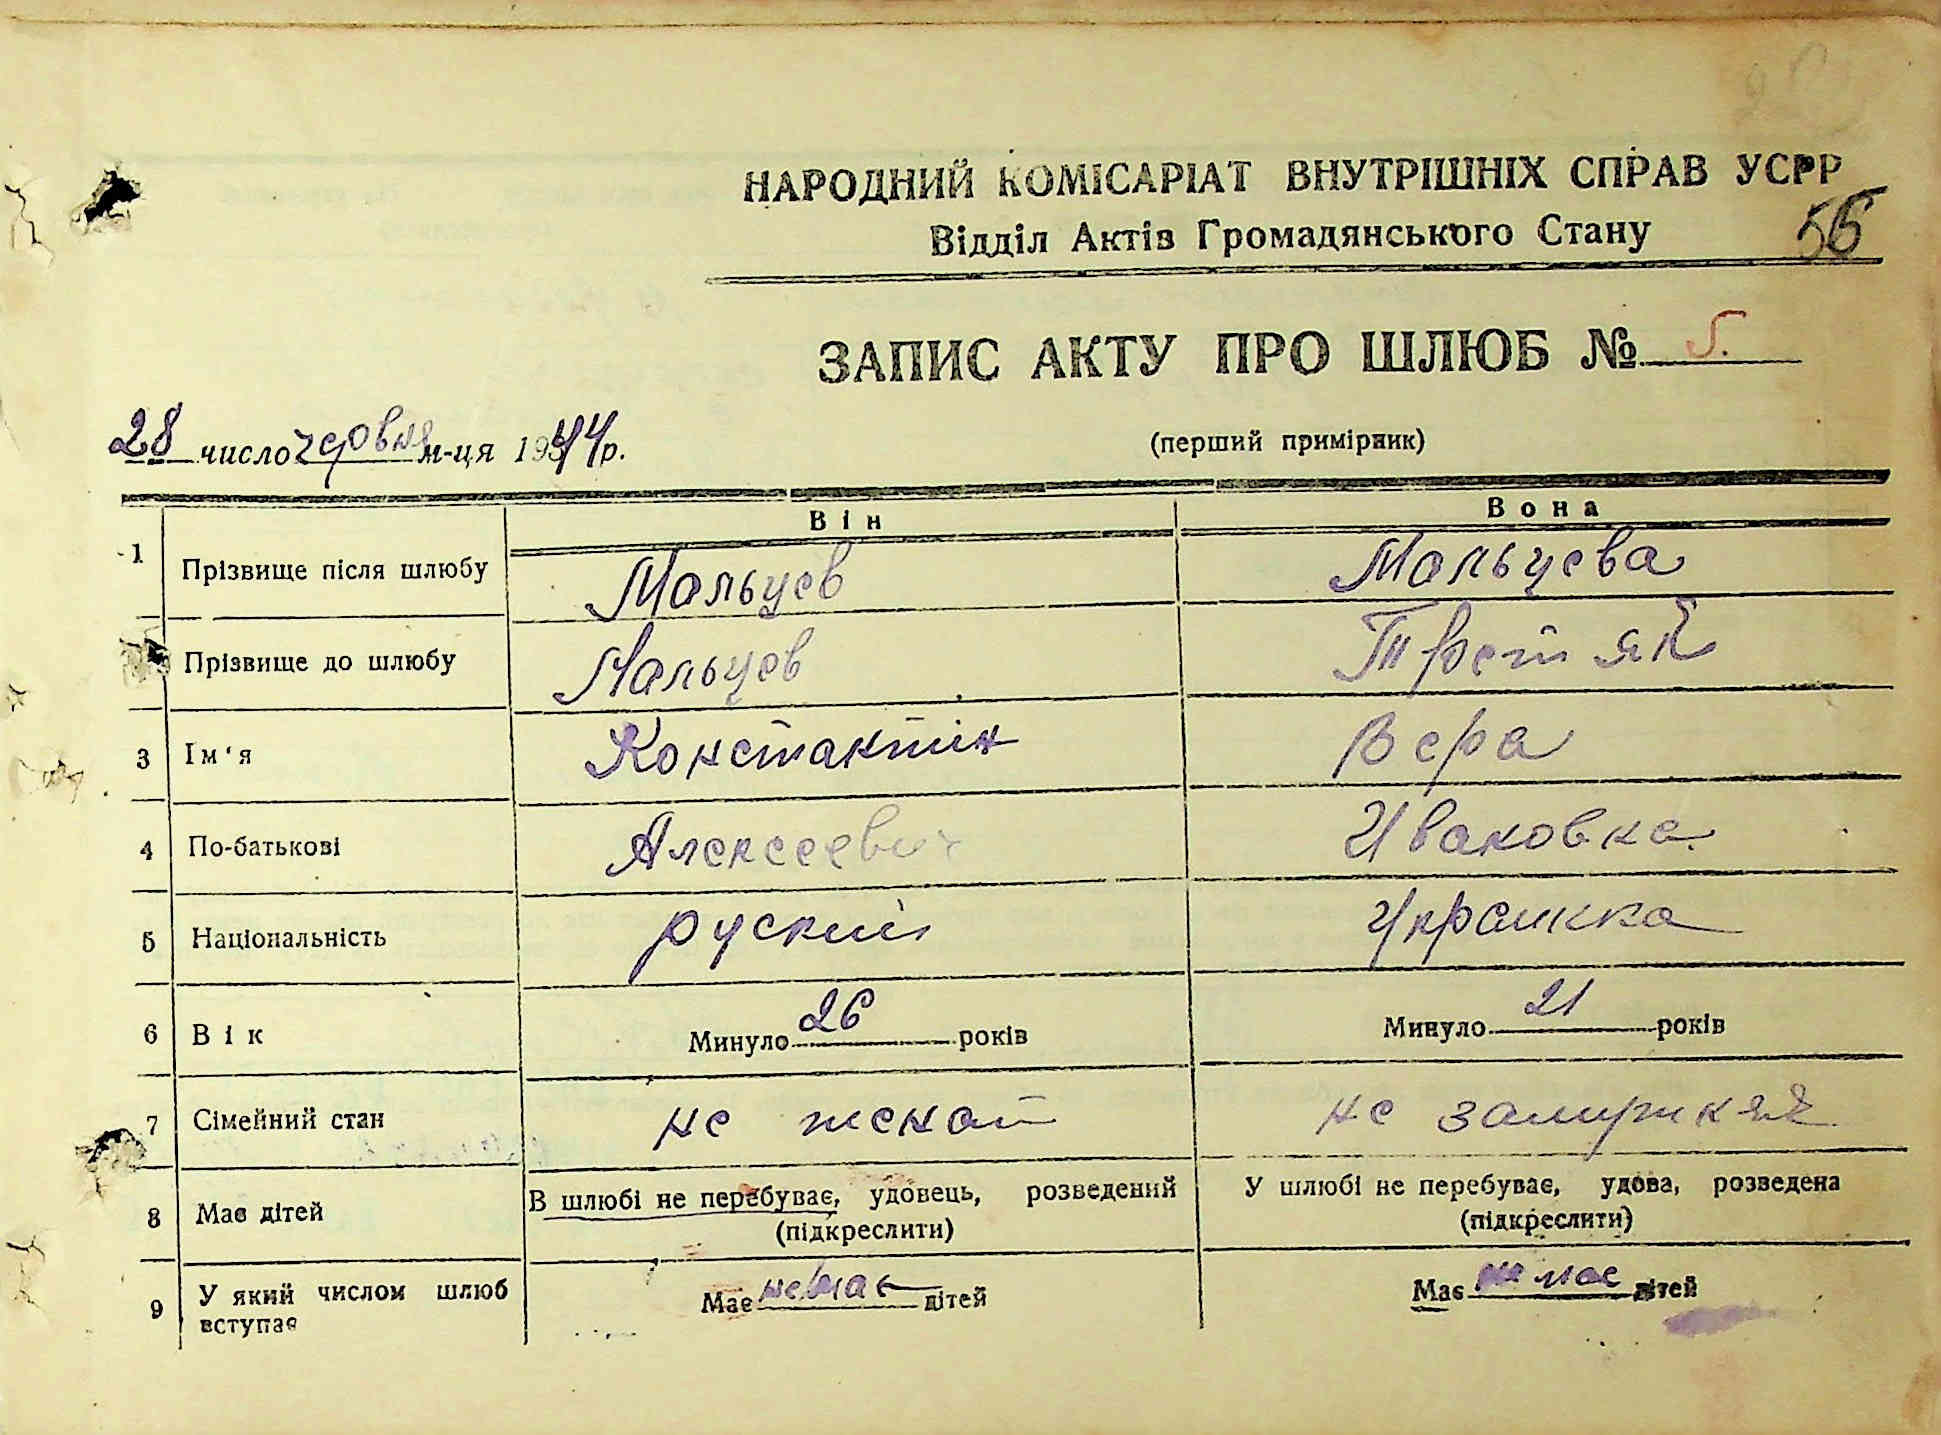 НАРОДНИЙ КОМІСАРІАТ ВНУТРІШНІХ СПРАВ УСРР
Відділ Актів Громадянського Стану
56
ЗАПИС АКТУ ПРО ШЛЮБ № 5.
28 число червня м-ця 1944 р.
(перший примірник)
Він Вона
1 Прізвище після шлюбу Мальцев Мальцева
Прізвище до шлюбу Мальцев Третяк
3 Ім'я Константин Вера
4 По-батькові Алексеевич Ивановна
5 Національність руский Украинка
6 Вік Минуло 26 років Минуло 21 років
7 Сімейний стан не женат не замужняя
8 Має дітей В шлюбі не перебуває, удовець, розведений У шлюбі не перебуває, удова, розведена
(підкреслити) (підкреслити)
9 У який числом шлюб вступає Має немає дітей Має не має дітей